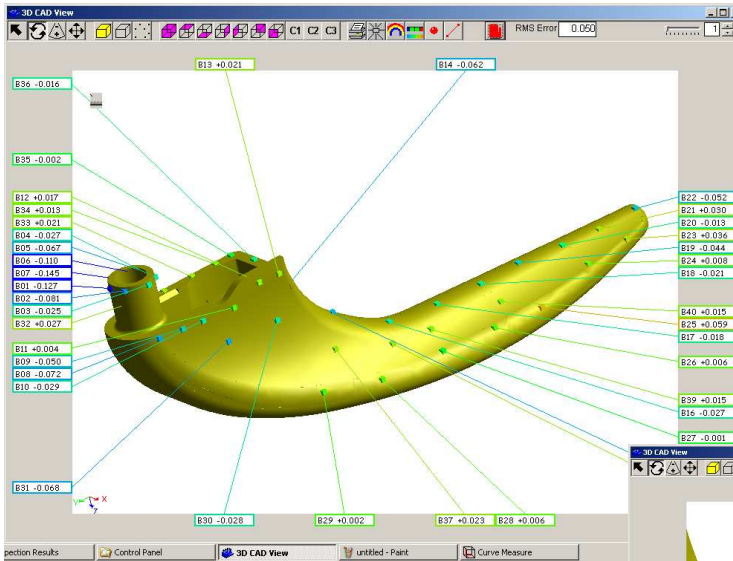 3D CAD View
C1 C2 C3
RMS Error 0.050
1
B13 +0.021
B14 -0.062
B36 -0.016
B35 -0.002
B12 +0.017
B34 +0.013
B33 +0.021
B04 -0.027
B05 -0.067
B06 -0.110
B07 -0.145
B01 -0.127
B02 -0.081
B03 -0.025
B32 +0.027
B11 +0.004
B09 -0.050
B08 -0.072
B10 -0.029
B31 -0.068
B22 -0.052
B21 +0.030
B20 -0.013
B23 +0.036
B19 -0.044
B24 +0.008
B18 -0.021
B40 +0.015
B25 +0.059
B17 -0.018
B26 +0.006
B39 +0.015
B16 -0.027
B27 -0.001
3D CAD View
X
Y
Z
B30 -0.028
B29 +0.002
B37 +0.023
B28 +0.006
pection Results
Control Panel
3D CAD View
untitled - Paint
Curve Measure